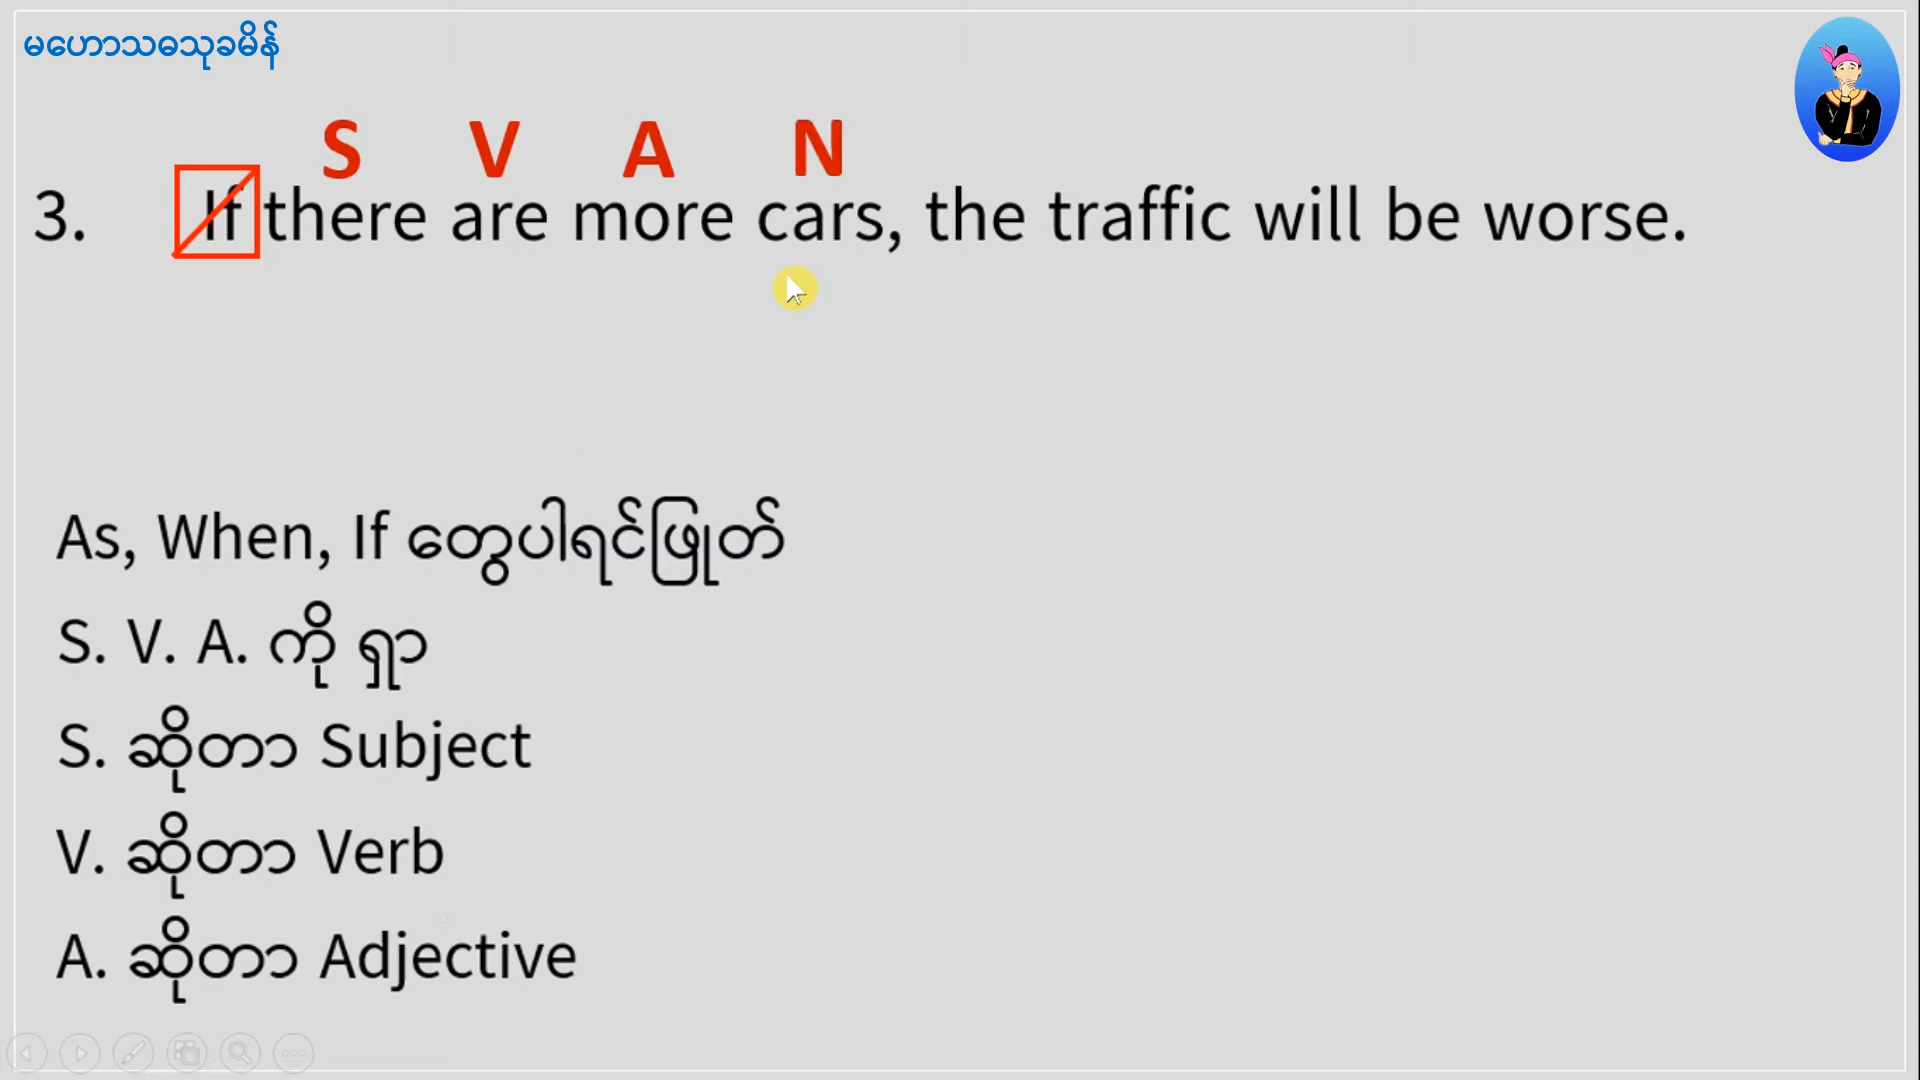 မဟောသဓသုခမိန်
S V A N
3. If there are more cars, the traffic will be worse.
As, When, If တွေပါရင်ဖြုတ်
S. V. A. ကို ရှာ
S. ဆိုတာ Subject
V. ဆိုတာ Verb
A. ဆိုတာ Adjective